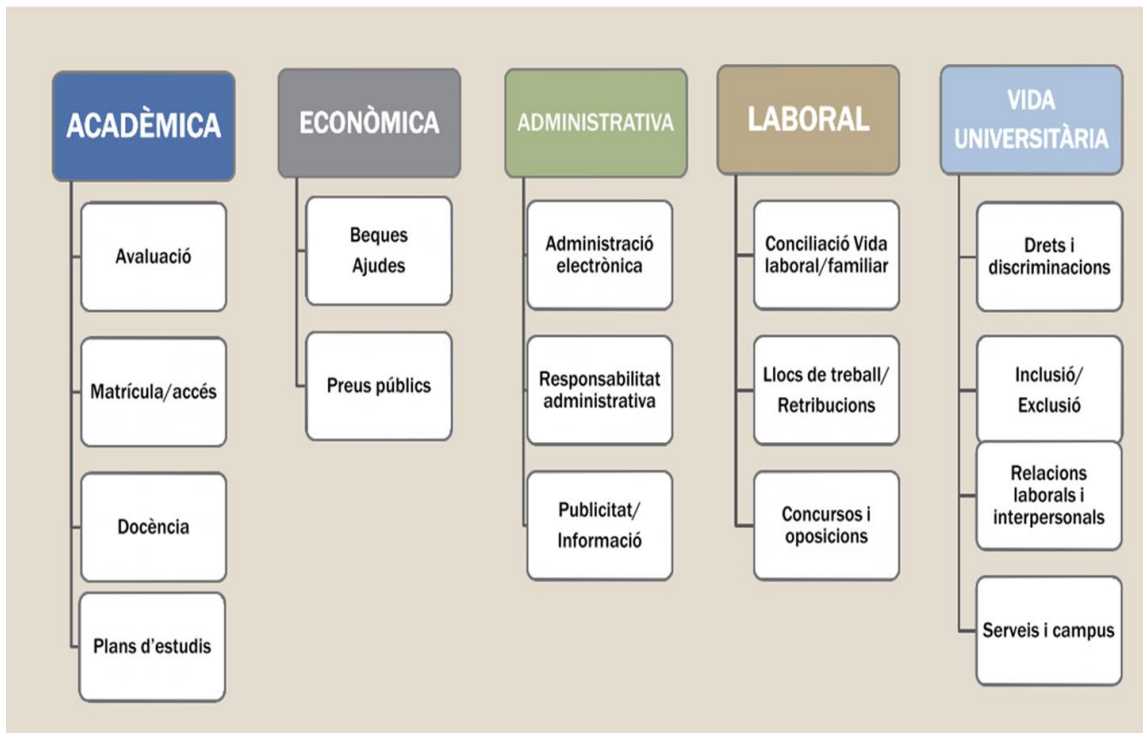 ACADÈMICA
Avaluació
Matrícula/accés
Docència
Plans d'estudis
ECONÒMICA
Beques
Ajudes
Preus públics
ADMINISTRATIVA
Administració
electrònica
Responsabilitat
administrativa
Publicitat/
Informació
LABORAL
Conciliació Vida
laboral/familiar
Llocs de treball/
Retribucions
Concursos i
oposicions
VIDA
UNIVERSITÀRIA
Drets i
discriminacions
Inclusió/
Exclusió
Relacions
laborals i
interpersonals
Serveis i campus